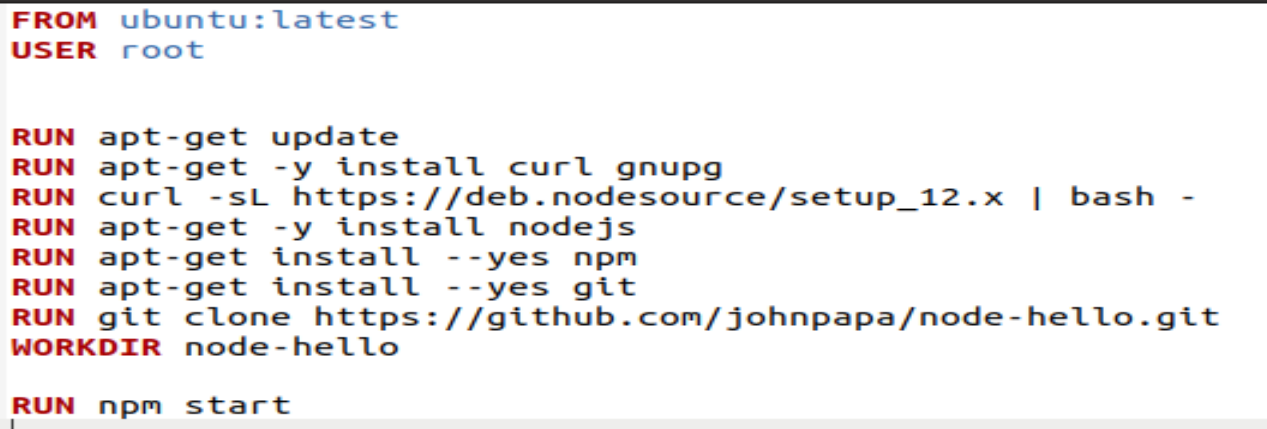 FROM ubuntu:latest
USER root
RUN apt-get update
RUN apt-get -y install curl gnupg
RUN curl -sL https://deb.nodesource/setup_12.x | bash -
RUN apt-get -y install nodejs
RUN apt-get install --yes npm
RUN apt-get install --yes git
RUN git clone https://github.com/johnpapa/node-hello.git
WORKDIR node-hello
RUN npm start